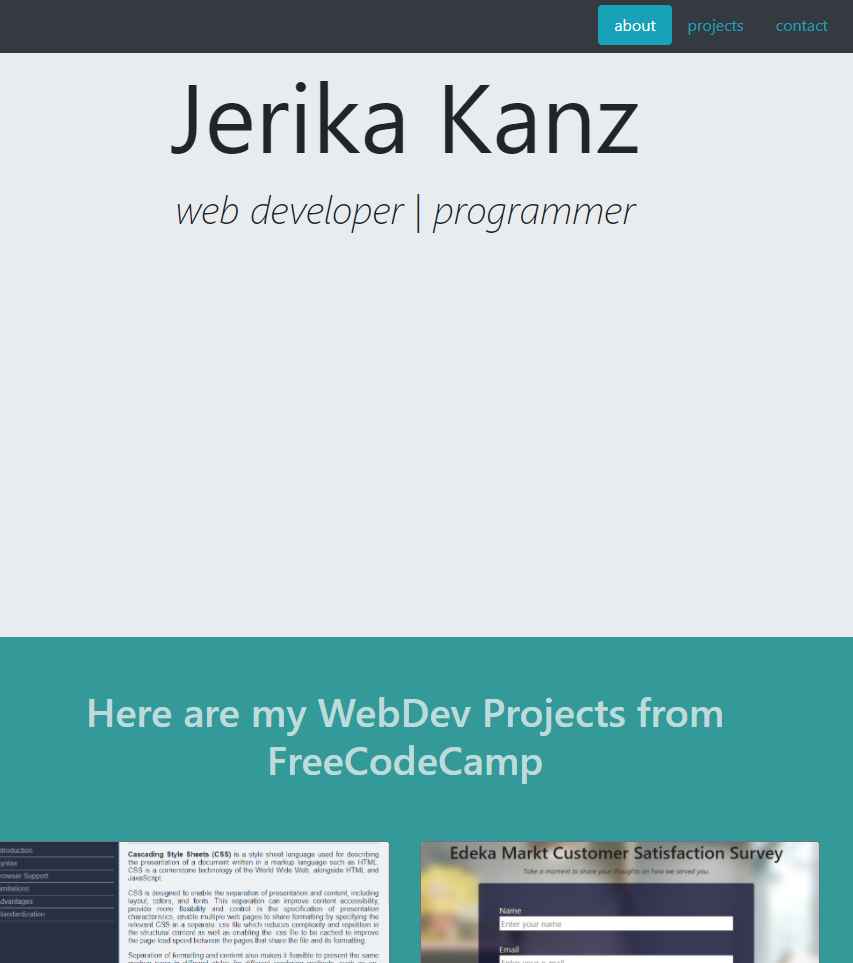 about projects contact
Jerika Kanz
web developer | programmer
Here are my WebDev Projects from
FreeCodeCamp
ntroduction
yntax
rowser Support
imitations
dvantages
tandardization
Cascading Style Sheets (CSS) is a style sheet language used for describing
the presentation of a document written in a markup language such as HTML.
CSS is a cornerstone technology of the World Wide Web, alongside HTML and
JavaScript.
CSS is designed to enable the separation of presentation and content, including
layout, colors, and fonts. This separation can improve content accessibility,
provide more flexibility and control in the specification of presentation
characteristics, enable multiple web pages to share formatting by specifying the
relevant CSS in a separate .css file which reduces complexity and repetition in
the structural content as well as enabling the .css file to be cached to improve
the page load speed between the pages that share the file and its formatting.
Separation of formatting and content also makes it feasible to present the same
Edeka Markt Customer Satisfaction Survey
Take a moment to share your thoughts on how we served you.
Name
Enter your name
Email
Enter your e-mail